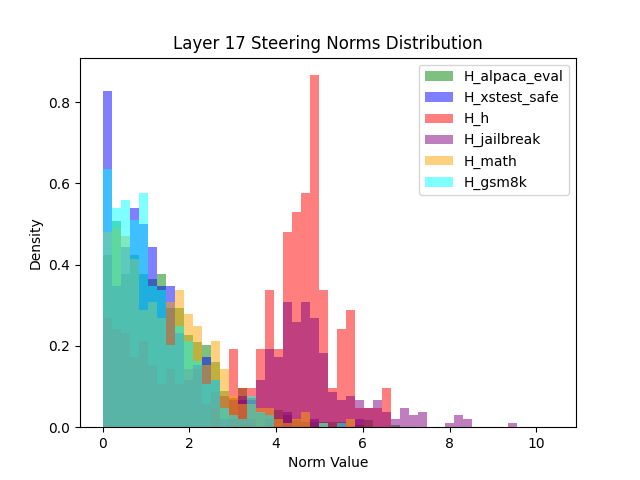 Layer 17 Steering Norms Distribution
H_alpaca_eval
H_xstest_safe
H_h
H_jailbreak
H_math
H_gsm8k
Density
0.8
0.6
0.4
0.2
0.0
0 2 4 6 8 10
Norm Value